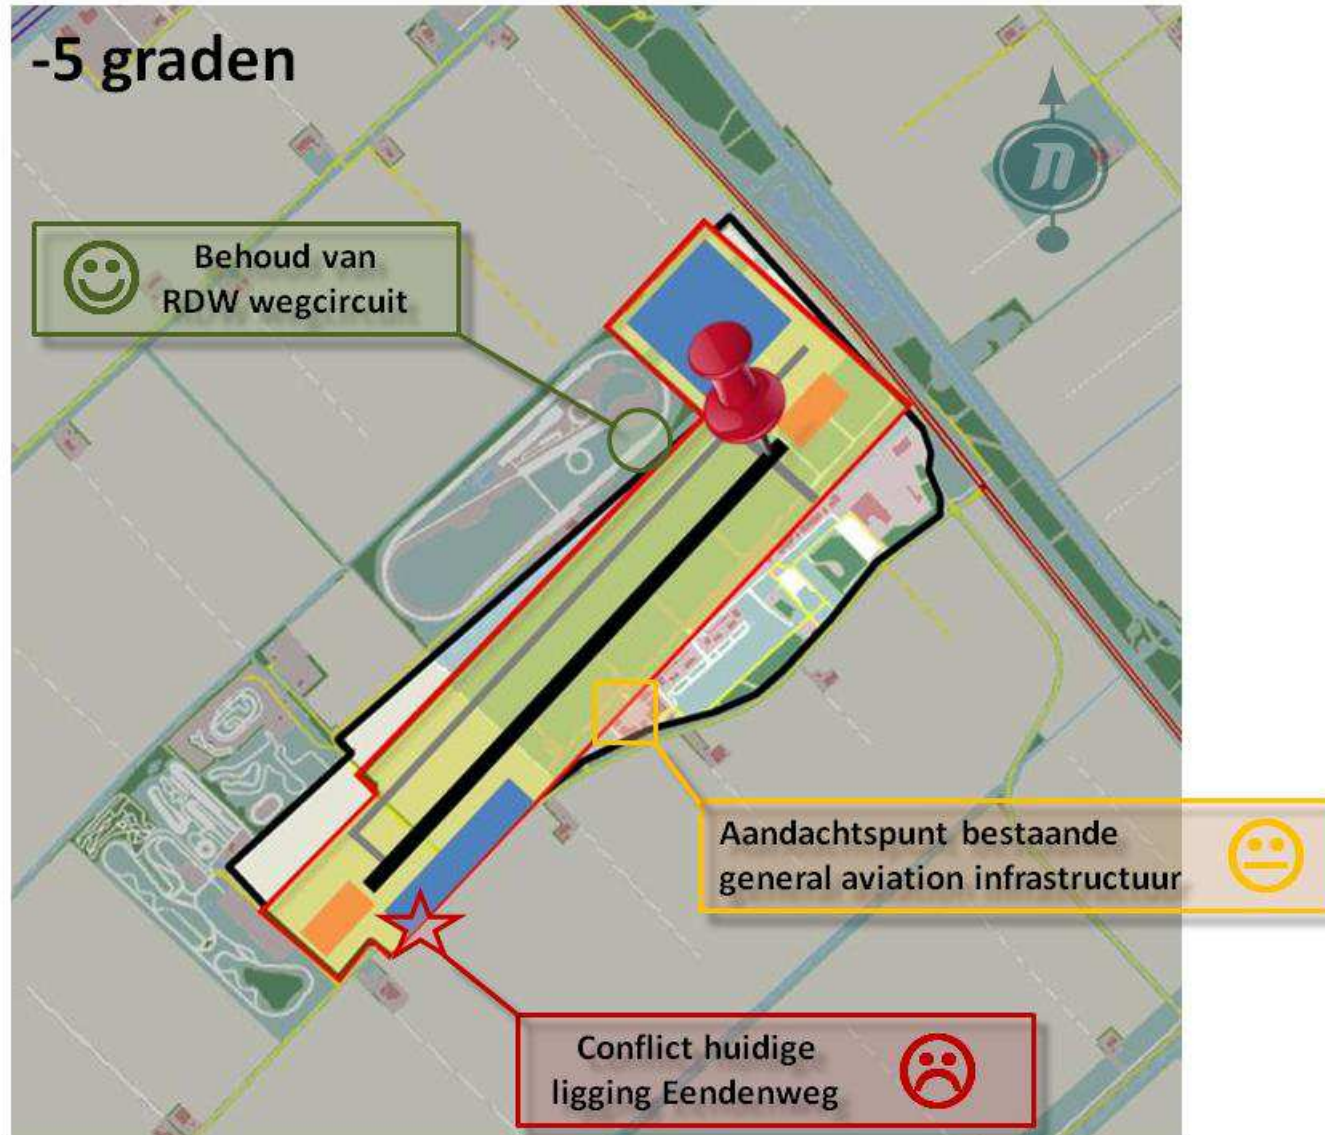 -5 graden
n
Behoud van
RDW wegcircuit
Aandachtspunt bestaande
general aviation infrastructuur
Conflict huidige
ligging Eendenweg